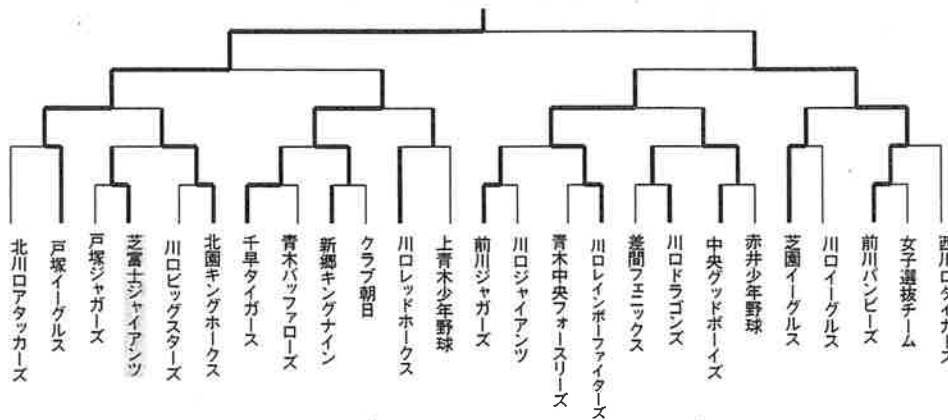 北川口アタッカーズ
戸塚イーグルス
戸塚ジャガーズ
芝富士ジャイアンツ
川口ビッグスターズ
北園キングホークス
千早タイガース
青木バッファローズ
新郷キングナイン
クラブ朝日
川口レッドホークス
上青木少年野球
前川ジャガーズ
川口ジャイアンツ
青木中央フォースリーズ
川口レインボーファイターズ
差間フェニックス
川口ドラゴンズ
中央グッドボーイズ
赤井少年野球
芝園イーグルス
川口イーグルス
前川バンビーズ
女子選抜チーム